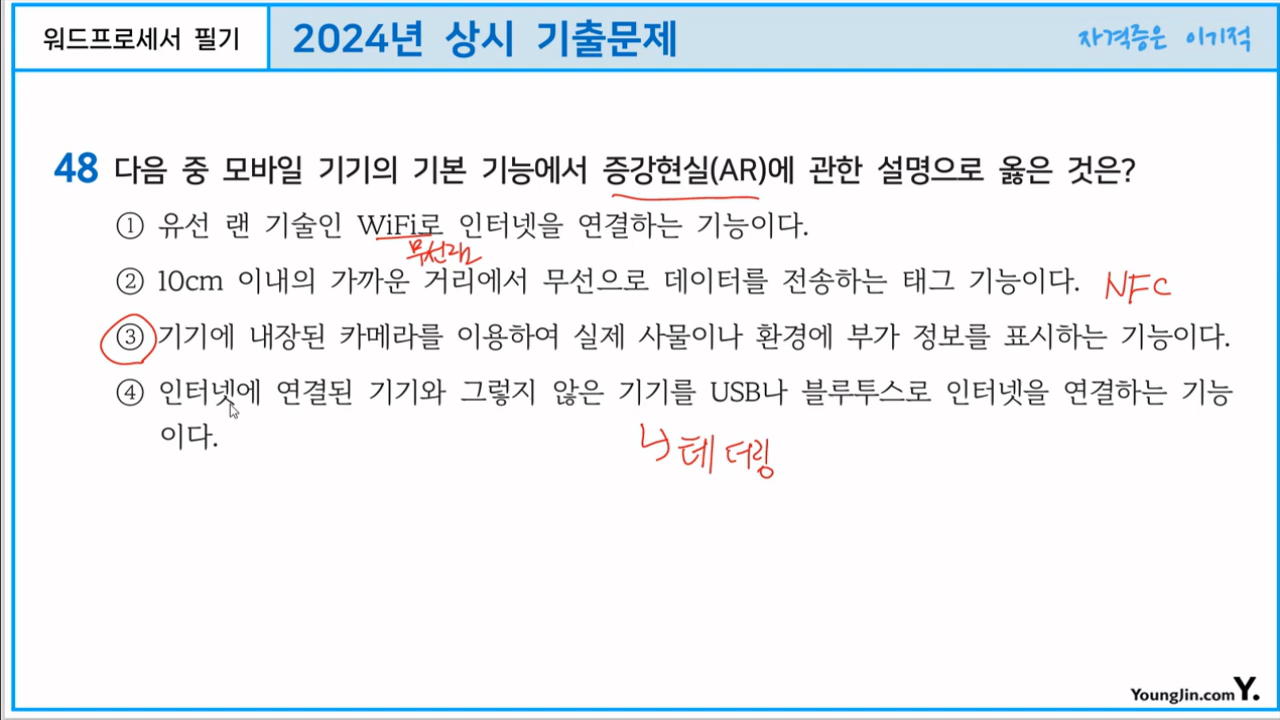 워드프로세서 필기
2024년 상시 기출문제
자격증은 이기적
48 다음 중 모바일 기기의 기본 기능에서 증강현실(AR)에 관한 설명으로 옳은 것은?
① 유선 랜 기술인 WiFi로 인터넷을 연결하는 기능이다.
무선랜
② 10cm 이내의 가까운 거리에서 무선으로 데이터를 전송하는 태그 기능이다. NFC
③ 기기에 내장된 카메라를 이용하여 실제 사물이나 환경에 부가 정보를 표시하는 기능이다.
④ 인터넷에 연결된 기기와 그렇지 않은 기기를 USB나 블루투스로 인터넷을 연결하는 기능
이다.
테더링
YoungJin.com Y.